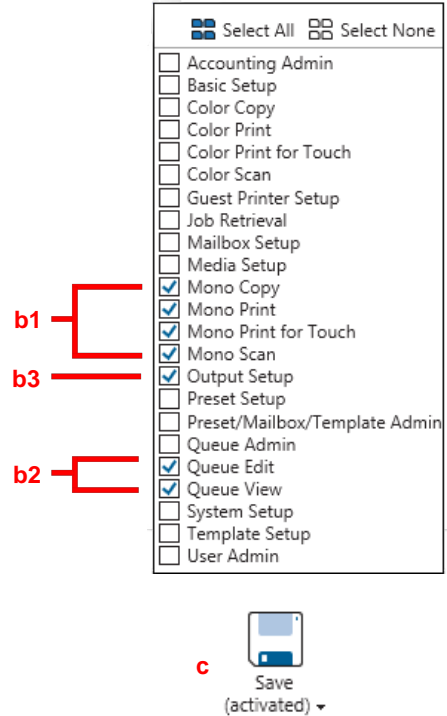 Select All Select None
Accounting Admin
Basic Setup
Color Copy
Color Print
Color Print for Touch
Color Scan
Guest Printer Setup
Job Retrieval
Mailbox Setup
Media Setup
Mono Copy
b1 Mono Print
Mono Print for Touch
Mono Scan
b3 Output Setup
Preset Setup
Preset/Mailbox/Template Admin
Queue Admin
b2 Queue Edit
Queue View
System Setup
Template Setup
User Admin
c
Save
(activated)